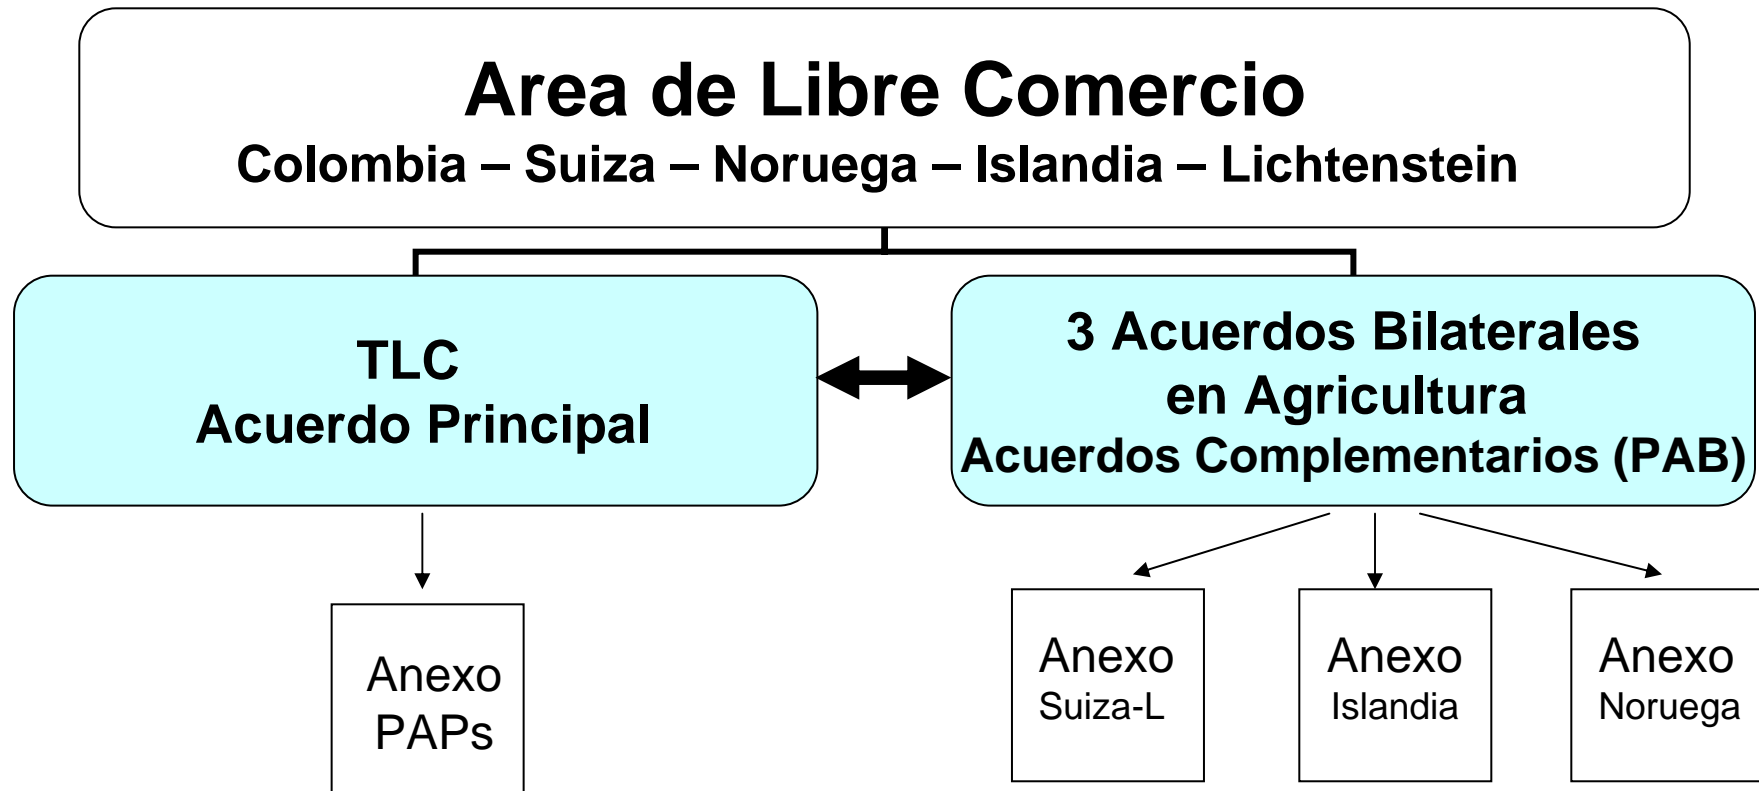 Area de Libre Comercio
Colombia – Suiza – Noruega – Islandia – Lichtenstein
TLC
Acuerdo Principal
3 Acuerdos Bilaterales
en Agricultura
Acuerdos Complementarios (PAB)
Anexo
PAPs
Anexo
Suiza-L
Anexo
Islandia
Anexo
Noruega